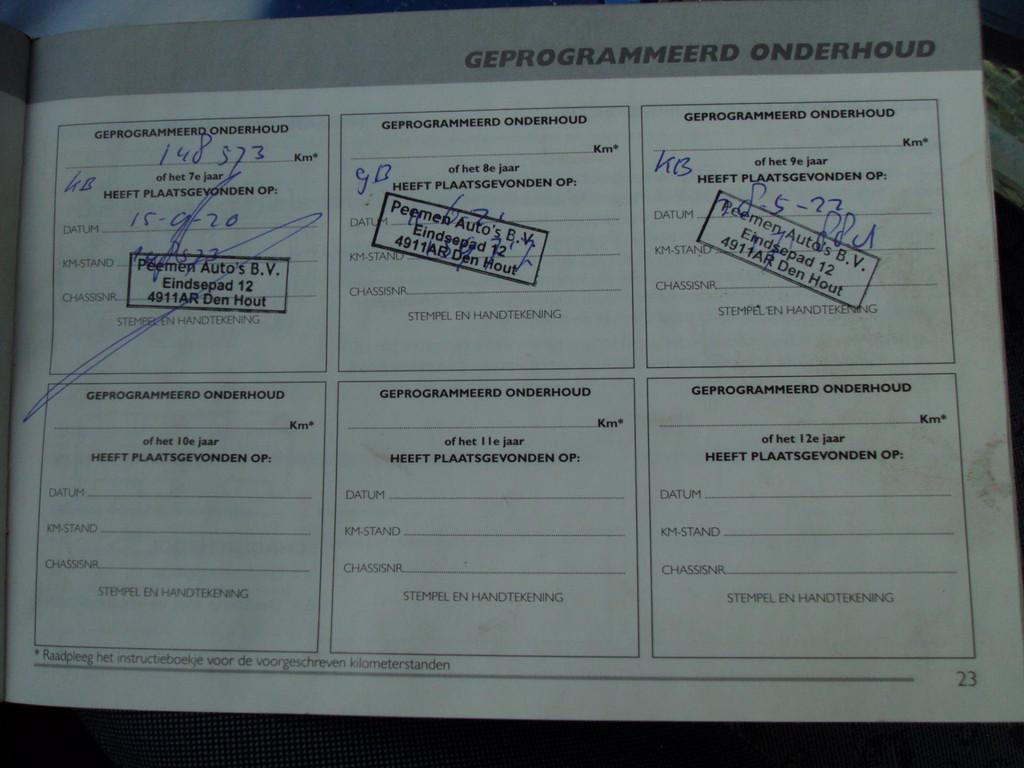 GEPROGRAMMEERD ONDERHOUD
GEPROGRAMMEERD ONDERHOUD
148573 Km*
KB of het 7e jaar
HEEFT PLAATSGEVONDEN OP:
DATUM 15-9-20
KM-STAND
CHASSISNR.
Peemen Auto's B.V.
Eindsepad 12
4911AR Den Hout
STEMPEL EN HANDTEKENING
GEPROGRAMMEERD ONDERHOUD
Km*
gB of het 8e jaar
HEEFT PLAATSGEVONDEN OP:
DATUM
KM-STAND
CHASSISNR.
Peemen Auto's B.V.
Eindsepad 12
4911AR Den Hout
STEMPEL EN HANDTEKENING
GEPROGRAMMEERD ONDERHOUD
Km*
KB of het 9e jaar
HEEFT PLAATSGEVONDEN OP:
DATUM
KM-STAND
CHASSISNR.
Peemen Auto's B.V.
Eindsepad 12
4911AR Den Hout
STEMPEL EN HANDTEKENING
GEPROGRAMMEERD ONDERHOUD
Km*
of het 10e jaar
HEEFT PLAATSGEVONDEN OP:
DATUM
KM-STAND
CHASSISNR.
STEMPEL EN HANDTEKENING
GEPROGRAMMEERD ONDERHOUD
Km*
of het 11e jaar
HEEFT PLAATSGEVONDEN OP:
DATUM
KM-STAND
CHASSISNR.
STEMPEL EN HANDTEKENING
GEPROGRAMMEERD ONDERHOUD
Km*
of het 12e jaar
HEEFT PLAATSGEVONDEN OP:
DATUM
KM-STAND
CHASSISNR.
STEMPEL EN HANDTEKENING
* Raadpleeg het instructieboekje voor de voorgeschreven kilometerstanden
23